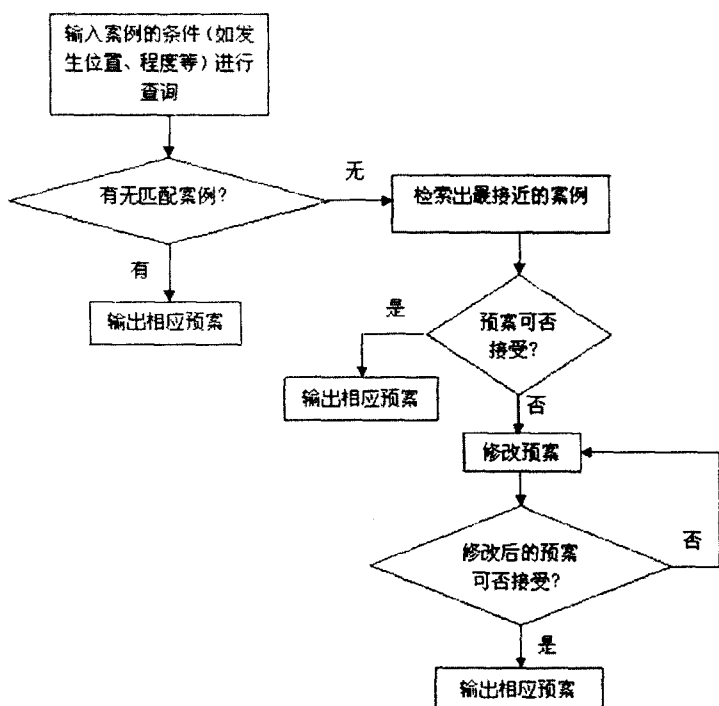 输入案例的条件（如发
生位置、程度等）进行
查询
有无匹配案例？
无
检索出最接近的案例
有
输出相应预案
是
预案可否
接受？
输出相应预案
否
修改预案
修改后的预案
可否接受？
否
是
输出相应预案